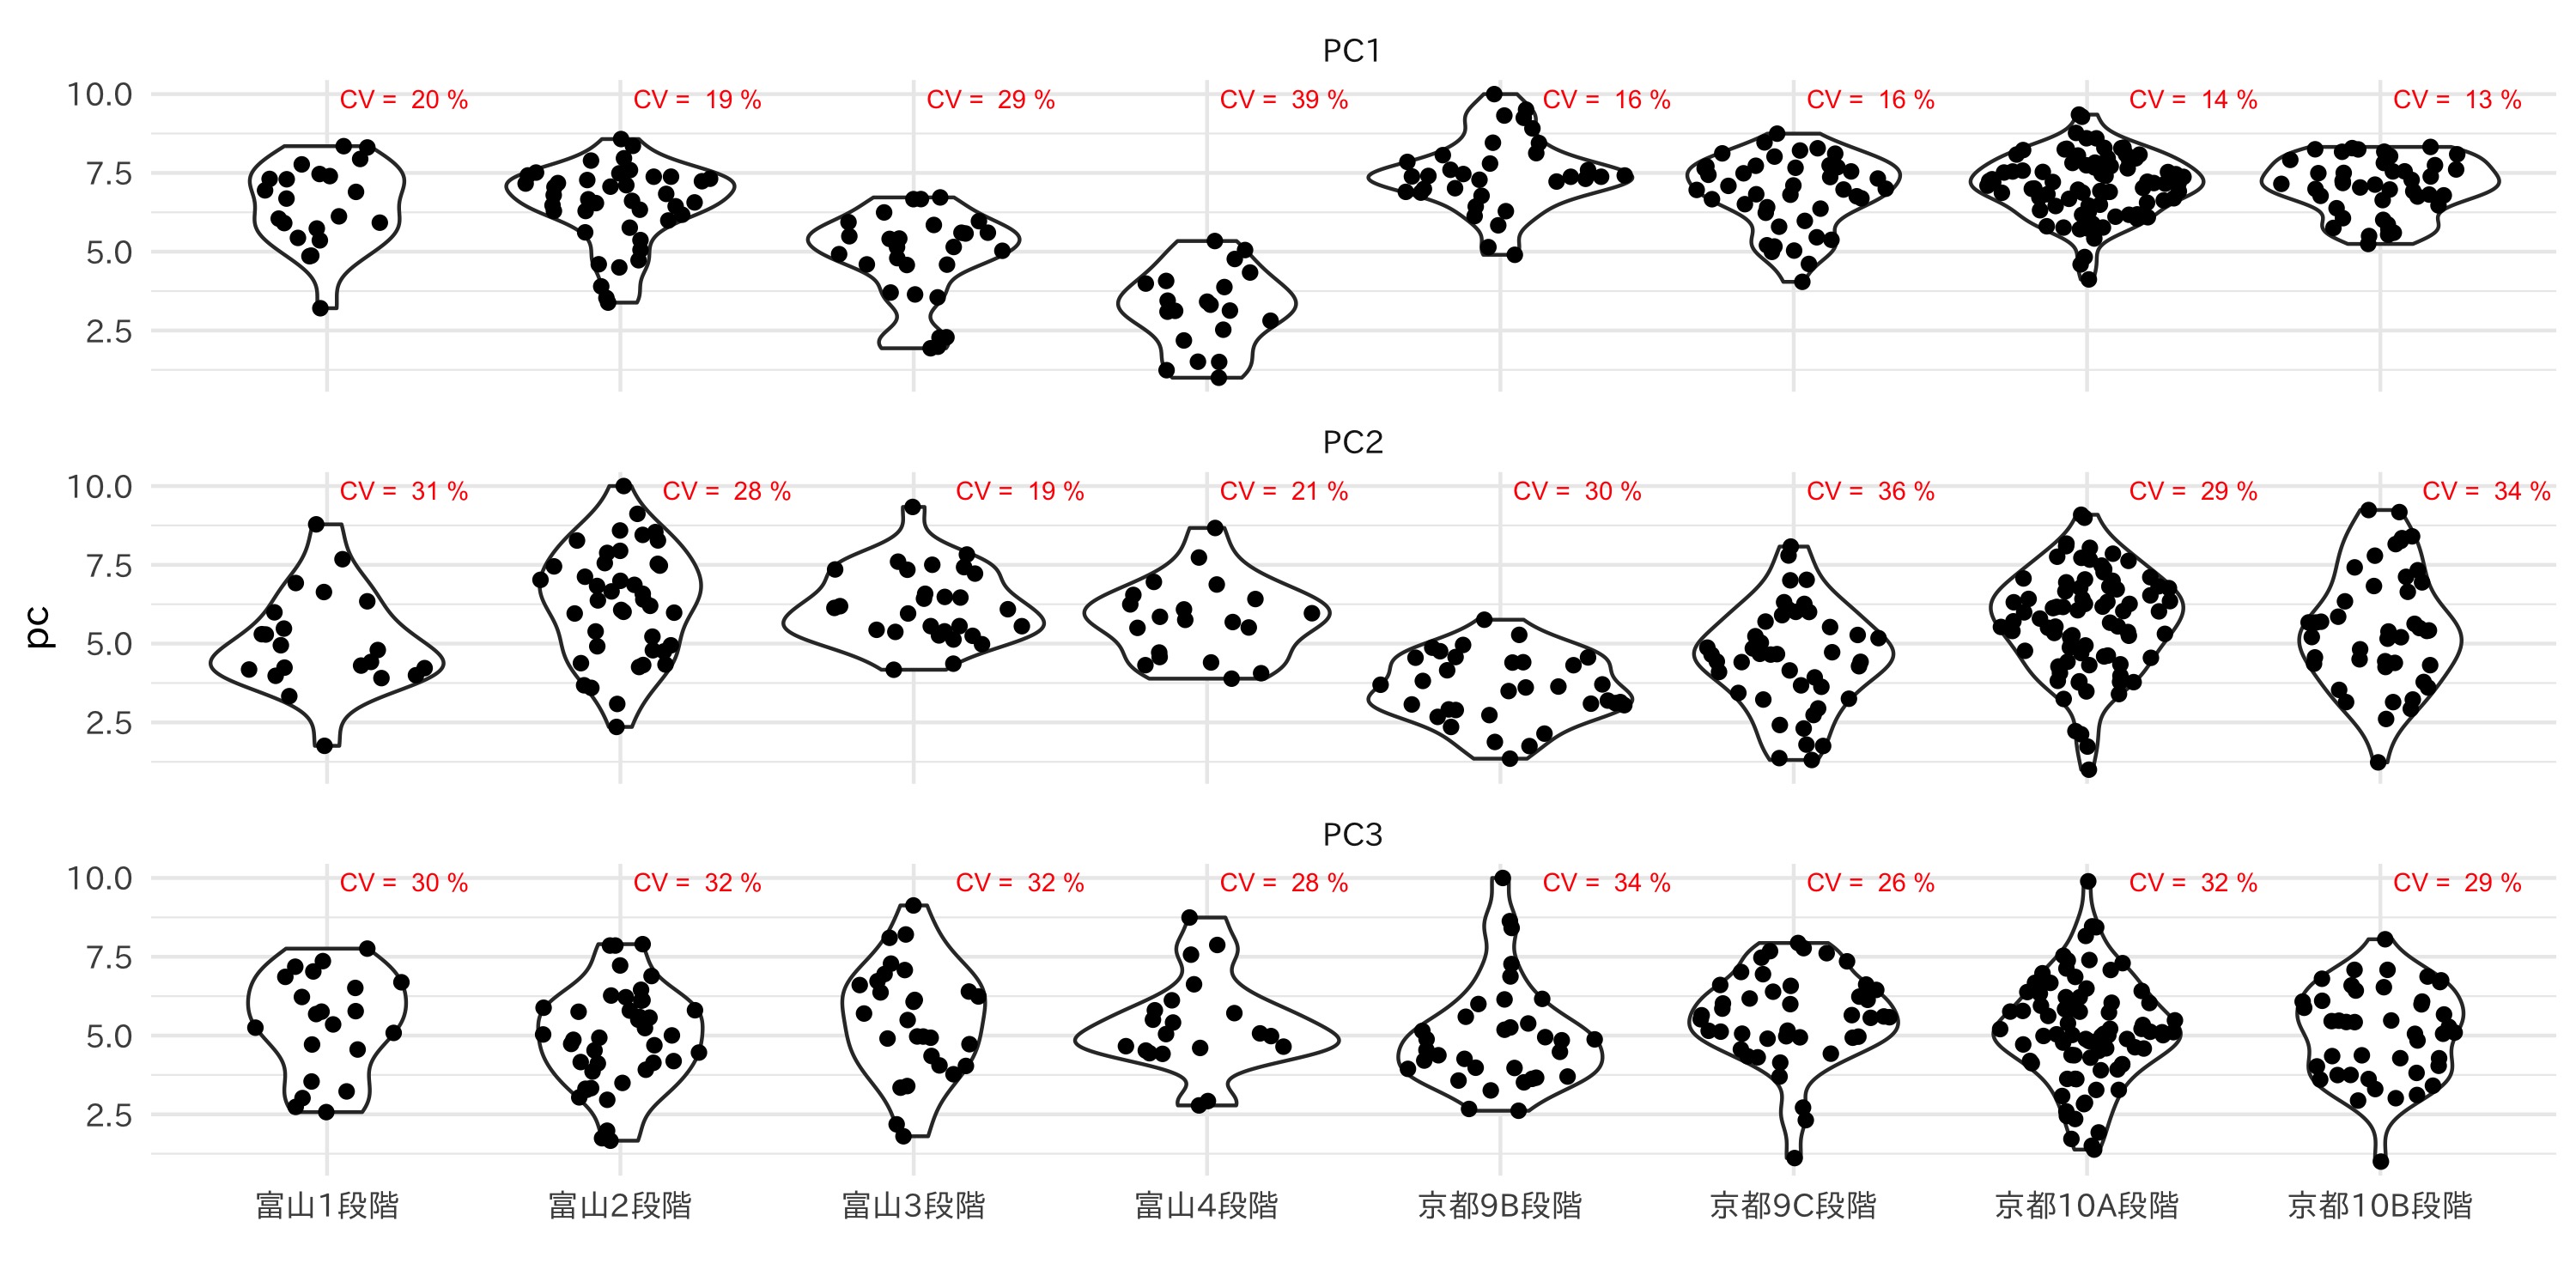 PC1
10.0
7.5
5.0
2.5
CV = 20 %
CV = 19 %
CV = 29 %
CV = 39 %
CV = 16 %
CV = 16 %
CV = 14 %
CV = 13 %
PC2
10.0
7.5
5.0
2.5
CV = 31 %
CV = 28 %
CV = 19 %
CV = 21 %
CV = 30 %
CV = 36 %
CV = 29 %
CV = 34 %
pc
PC3
10.0
7.5
5.0
2.5
CV = 30 %
CV = 32 %
CV = 32 %
CV = 28 %
CV = 34 %
CV = 26 %
CV = 32 %
CV = 29 %
富山1段階
富山2段階
富山3段階
富山4段階
京都9B段階
京都9C段階
京都10A段階
京都10B段階